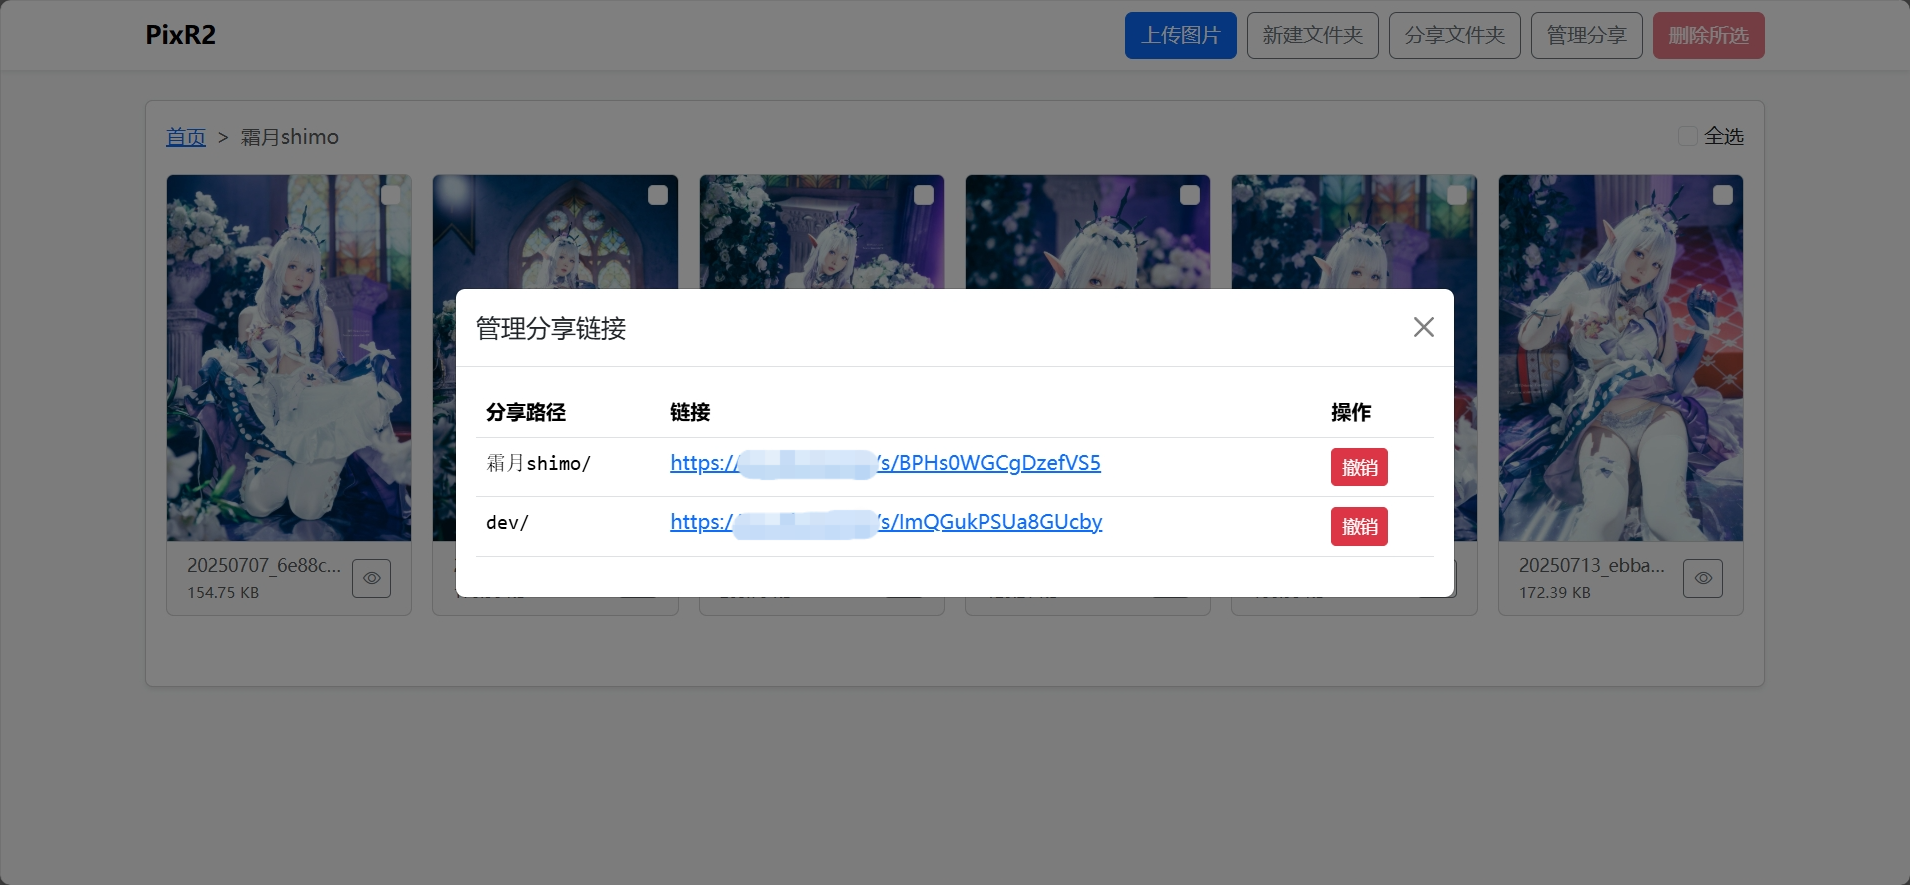 PixR2
上传图片
新建文件夹
分享文件夹
管理分享
删除所选
首页 > 霜月shimo
全选
管理分享链接
分享路径 链接 操作
霜月shimo/ https:// /s/BPHs0WGCgDzefVS5 撤销
dev/ https:// /s/ImQGukPSUa8GUcby 撤销
20250707_6e88c...
154.75 KB
20250713_ebba...
172.39 KB